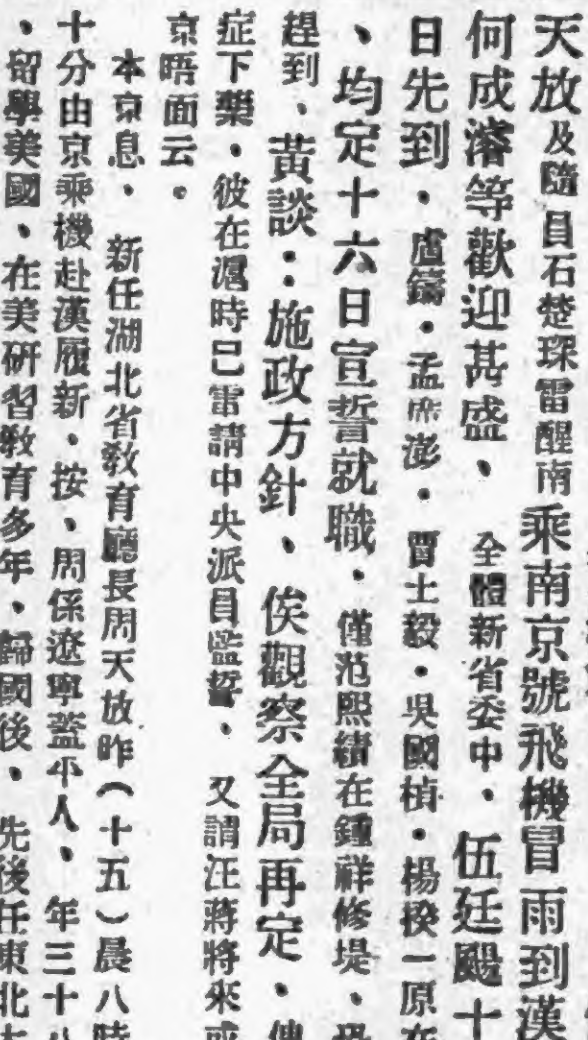 天放及隨員石楚琛雷醒南乘南京號飛機冒雨到漢
何成濬等歡迎甚盛、全體新省委中、伍廷颺十
日先到、盧鑄、孟廣澎、賈士毅、吳國楨、楊揆一原在
、均定十六日宣誓就職、僅范熙績在鍾祥修堤、恐
趕到、黃談：施政方針、俟觀察全局再定、
症下藥、彼在滬時已電請中央派員監誓、又謂汪蔣將來或
京晤面云。
本京息、新任湖北省教育廳長周天放昨（十五）晨八時
十分由京乘機赴漢履新、按、周係遼寧蓋平人、年三十八
、留學美國、在美研習教育多年、歸國後、先後任東北大